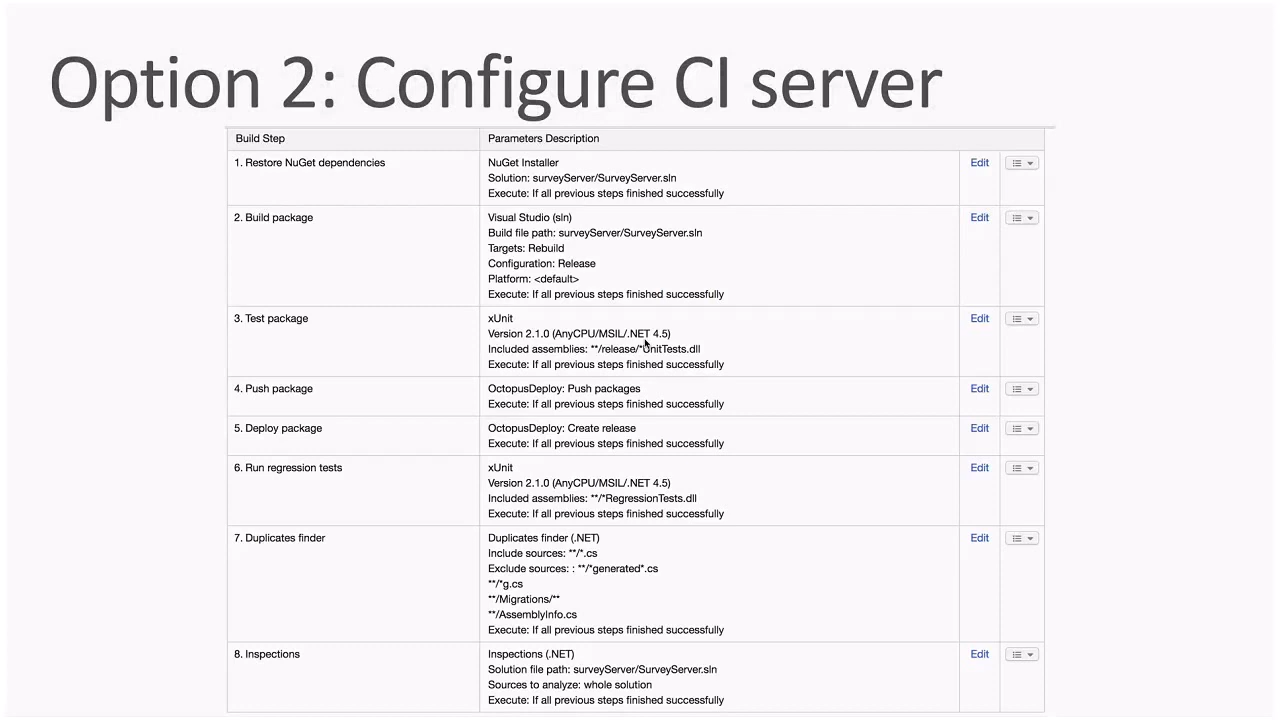 Option 2: Configure CI server
Build Step Parameters Description
1. Restore NuGet dependencies NuGet Installer Edit
Solution: surveyServer/SurveyServer.sln
Execute: If all previous steps finished successfully
2. Build package Visual Studio (sln) Edit
Build file path: surveyServer/SurveyServer.sln
Targets: Rebuild
Configuration: Release
Platform: <default>
Execute: If all previous steps finished successfully
3. Test package xUnit Edit
Version 2.1.0 (AnyCPU/MSIL/.NET 4.5)
Included assemblies: **/release/*UnitTests.dll
Execute: If all previous steps finished successfully
4. Push package OctopusDeploy: Push packages Edit
Execute: If all previous steps finished successfully
5. Deploy package OctopusDeploy: Create release Edit
Execute: If all previous steps finished successfully
6. Run regression tests xUnit Edit
Version 2.1.0 (AnyCPU/MSIL/.NET 4.5)
Included assemblies: **/*RegressionTests.dll
Execute: If all previous steps finished successfully
7. Duplicates finder Duplicates finder (.NET) Edit
Include sources: **/*.cs
Exclude sources: : **/*generated*.cs
**/*g.cs
**/Migrations/**
**/AssemblyInfo.cs
Execute: If all previous steps finished successfully
8. Inspections Inspections (.NET) Edit
Solution file path: surveyServer/SurveyServer.sln
Sources to analyze: whole solution
Execute: If all previous steps finished successfully